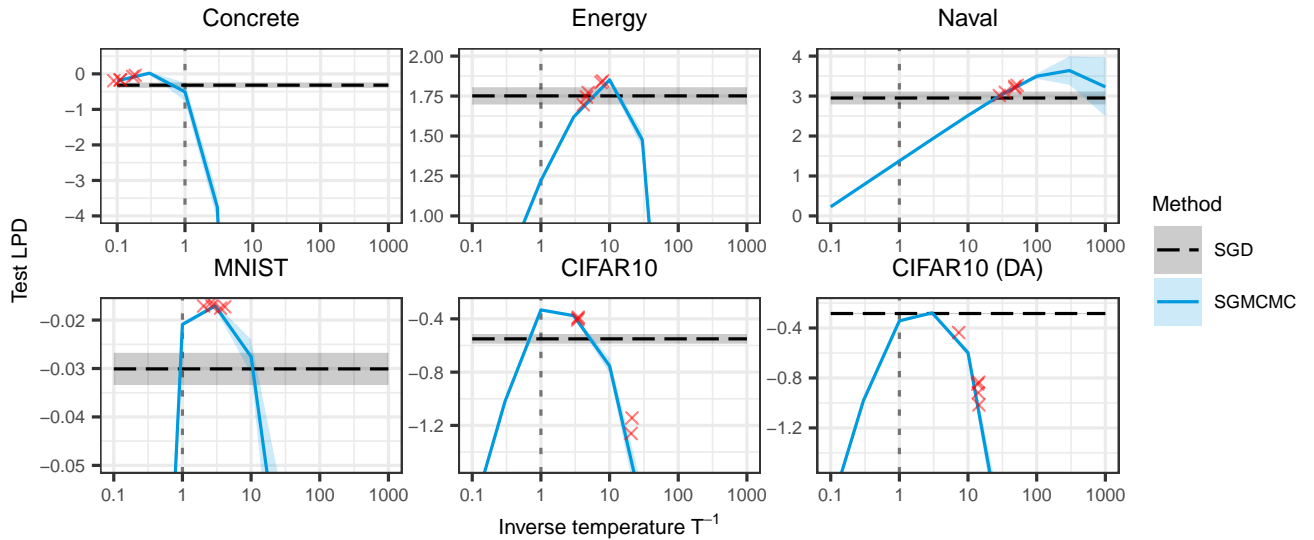 Concrete Energy Naval
0 −1 −2 −3 −4
2.00 1.75 1.50 1.25 1.00
4 3 2 1 0
0.1 1 10 100 1000
0.1 1 10 100 1000
0.1 1 10 100 1000
Test LPD
MNIST CIFAR10 CIFAR10 (DA)
−0.02 −0.03 −0.04 −0.05
−0.4 −0.8 −1.2
−0.4 −0.8 −1.2
0.1 1 10 100 1000
0.1 1 10 100 1000
0.1 1 10 100 1000
Inverse temperature T⁻¹
Method
SGD
SGMCMC